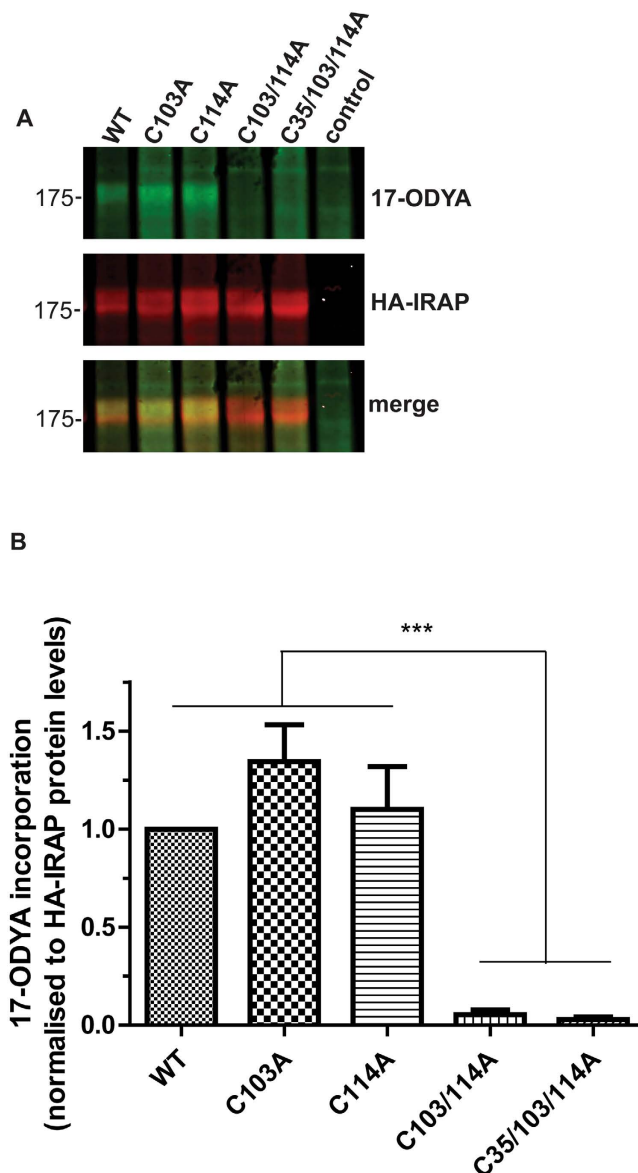 A
WT
C103A
C114A
C103/114A
C35/103/114A
control
175-
17-ODYA
175-
HA-IRAP
175-
merge
B
17-ODYA incorporation
(normalised to HA-IRAP protein levels)
***
1.5
1.0
0.5
0.0
WT
C103A
C114A
C103/114A
C35/103/114A